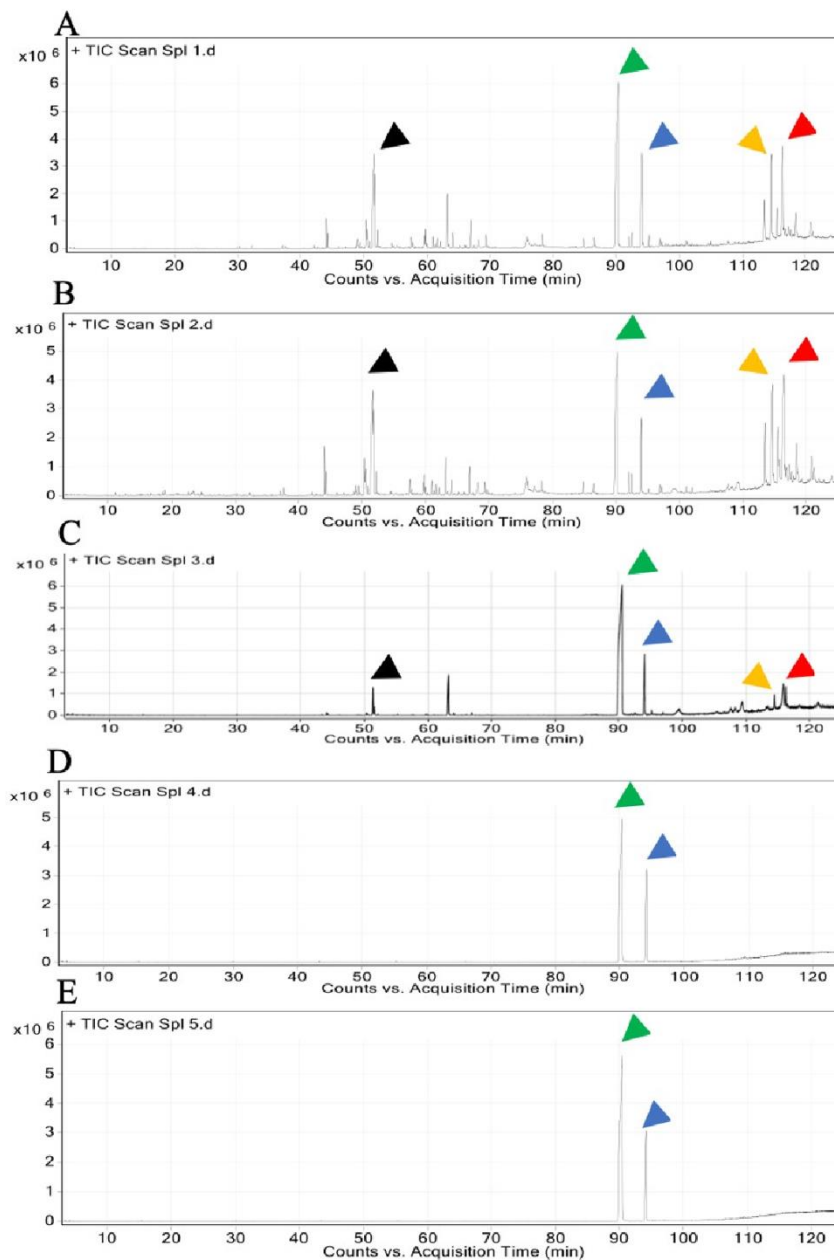 A
+ TIC Scan Spl 1.d
x10 6
6
5
4
3
2
1
0
10 20 30 40 50 60 70 80 90 100 110 120
Counts vs. Acquisition Time (min)
B
+ TIC Scan Spl 2.d
x10 6
5
4
3
2
1
0
10 20 30 40 50 60 70 80 90 100 110 120
Counts vs. Acquisition Time (min)
C
+ TIC Scan Spl 3.d
x10 6
6
5
4
3
2
1
0
10 20 30 40 50 60 70 80 90 100 110 120
Counts vs. Acquisition Time (min)
D
+ TIC Scan Spl 4.d
x10 6
5
4
3
2
1
0
10 20 30 40 50 60 70 80 90 100 110 120
Counts vs. Acquisition Time (min)
E
+ TIC Scan Spl 5.d
x10 6
6
5
4
3
2
1
0
10 20 30 40 50 60 70 80 90 100 110 120
Counts vs. Acquisition Time (min)